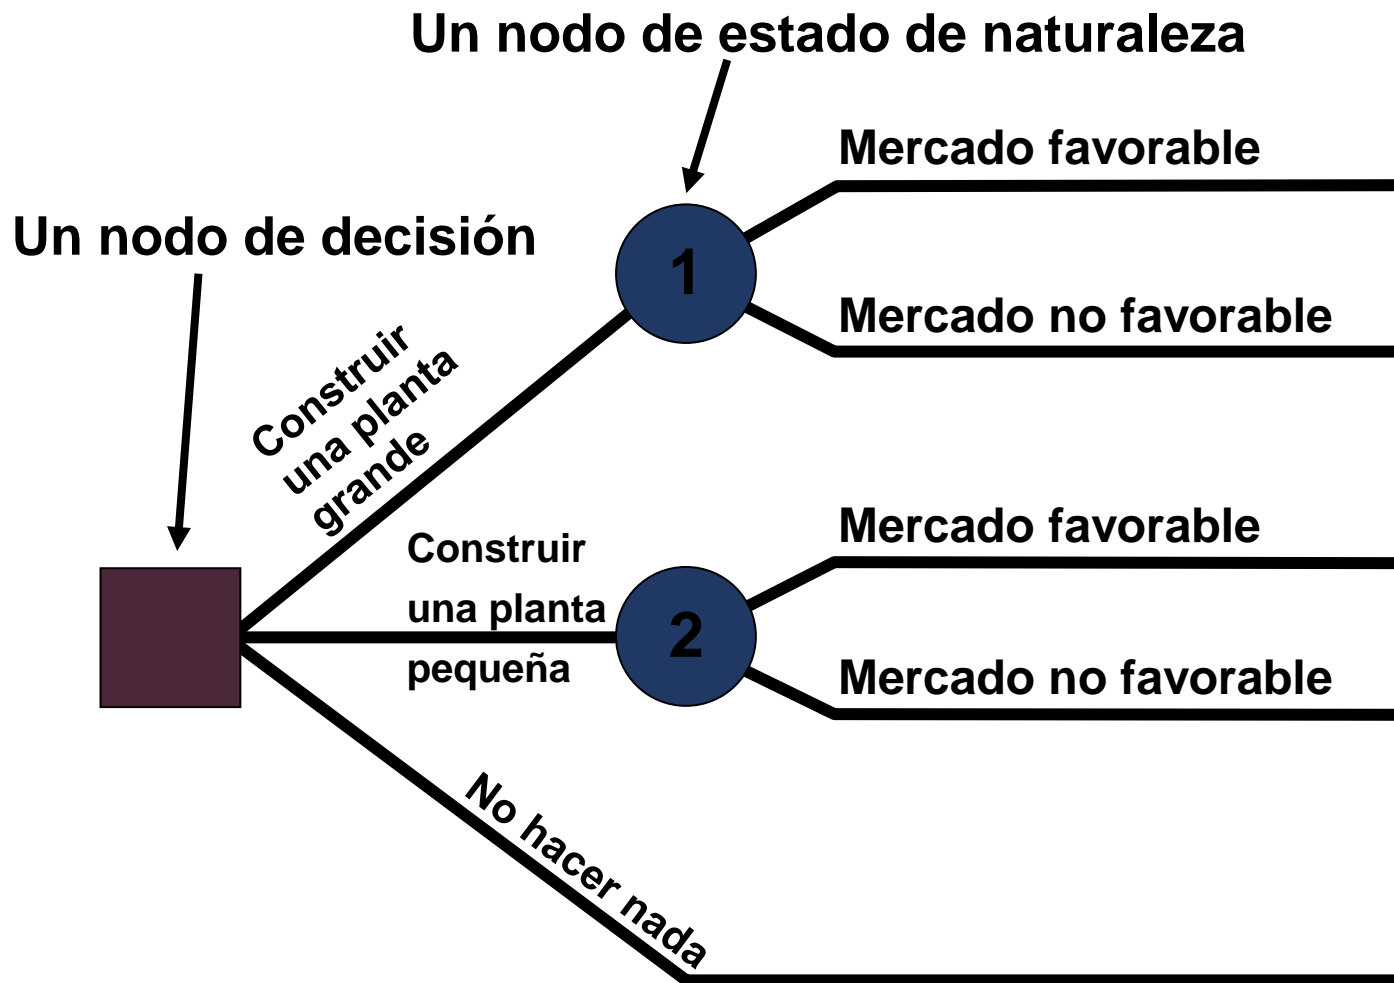 Un nodo de estado de naturaleza
Mercado favorable
Un nodo de decisión
1
Mercado no favorable
Construir
una planta
grande
Mercado favorable
Construir
una planta
pequeña
2
Mercado no favorable
No hacer nada